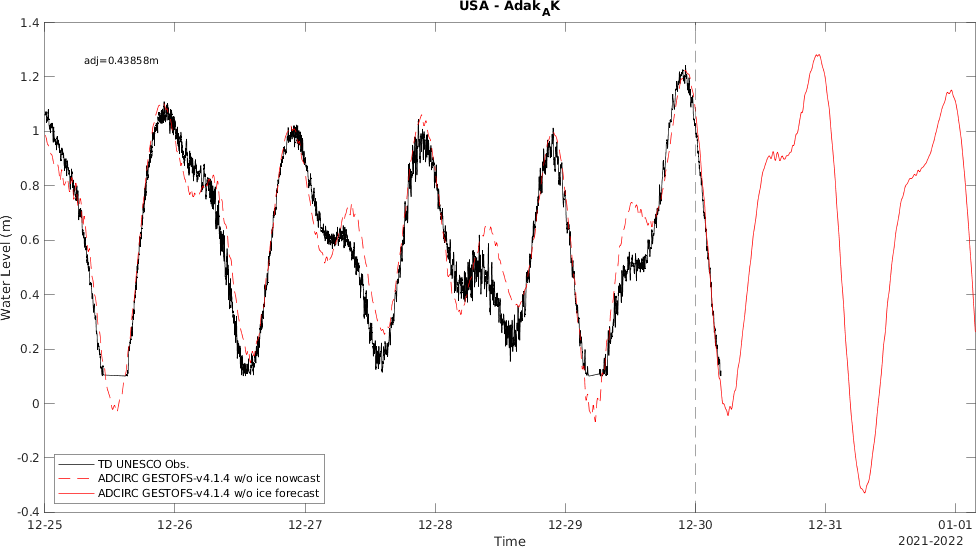 USA - Adak_AK
1.4
1.2
1
0.8
0.6
0.4
0.2
0
-0.2
-0.4
Water Level (m)
adj=0.43858m
TD UNESCO Obs.
ADCIRC GESTOFS-v4.1.4 w/o ice nowcast
ADCIRC GESTOFS-v4.1.4 w/o ice forecast
12-25 12-26 12-27 12-28 12-29 12-30 12-31 01-01
Time
2021-2022